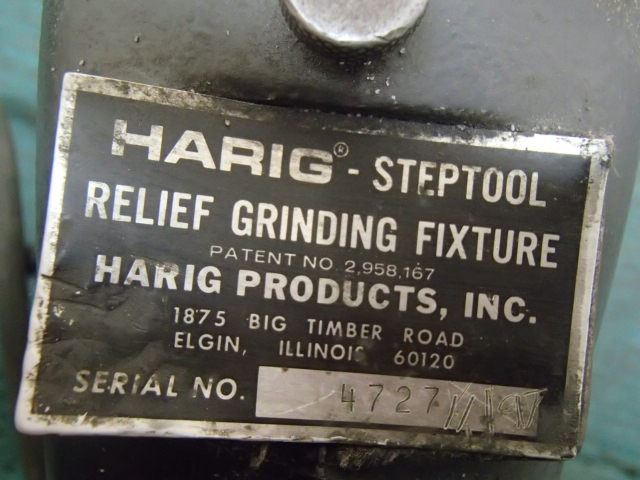 HARIG® - STEPTOOL
RELIEF GRINDING FIXTURE
PATENT NO. 2,958,167
HARIG PRODUCTS, INC.
1875 BIG TIMBER ROAD
ELGIN, ILLINOIS 60120
SERIAL NO. 4727